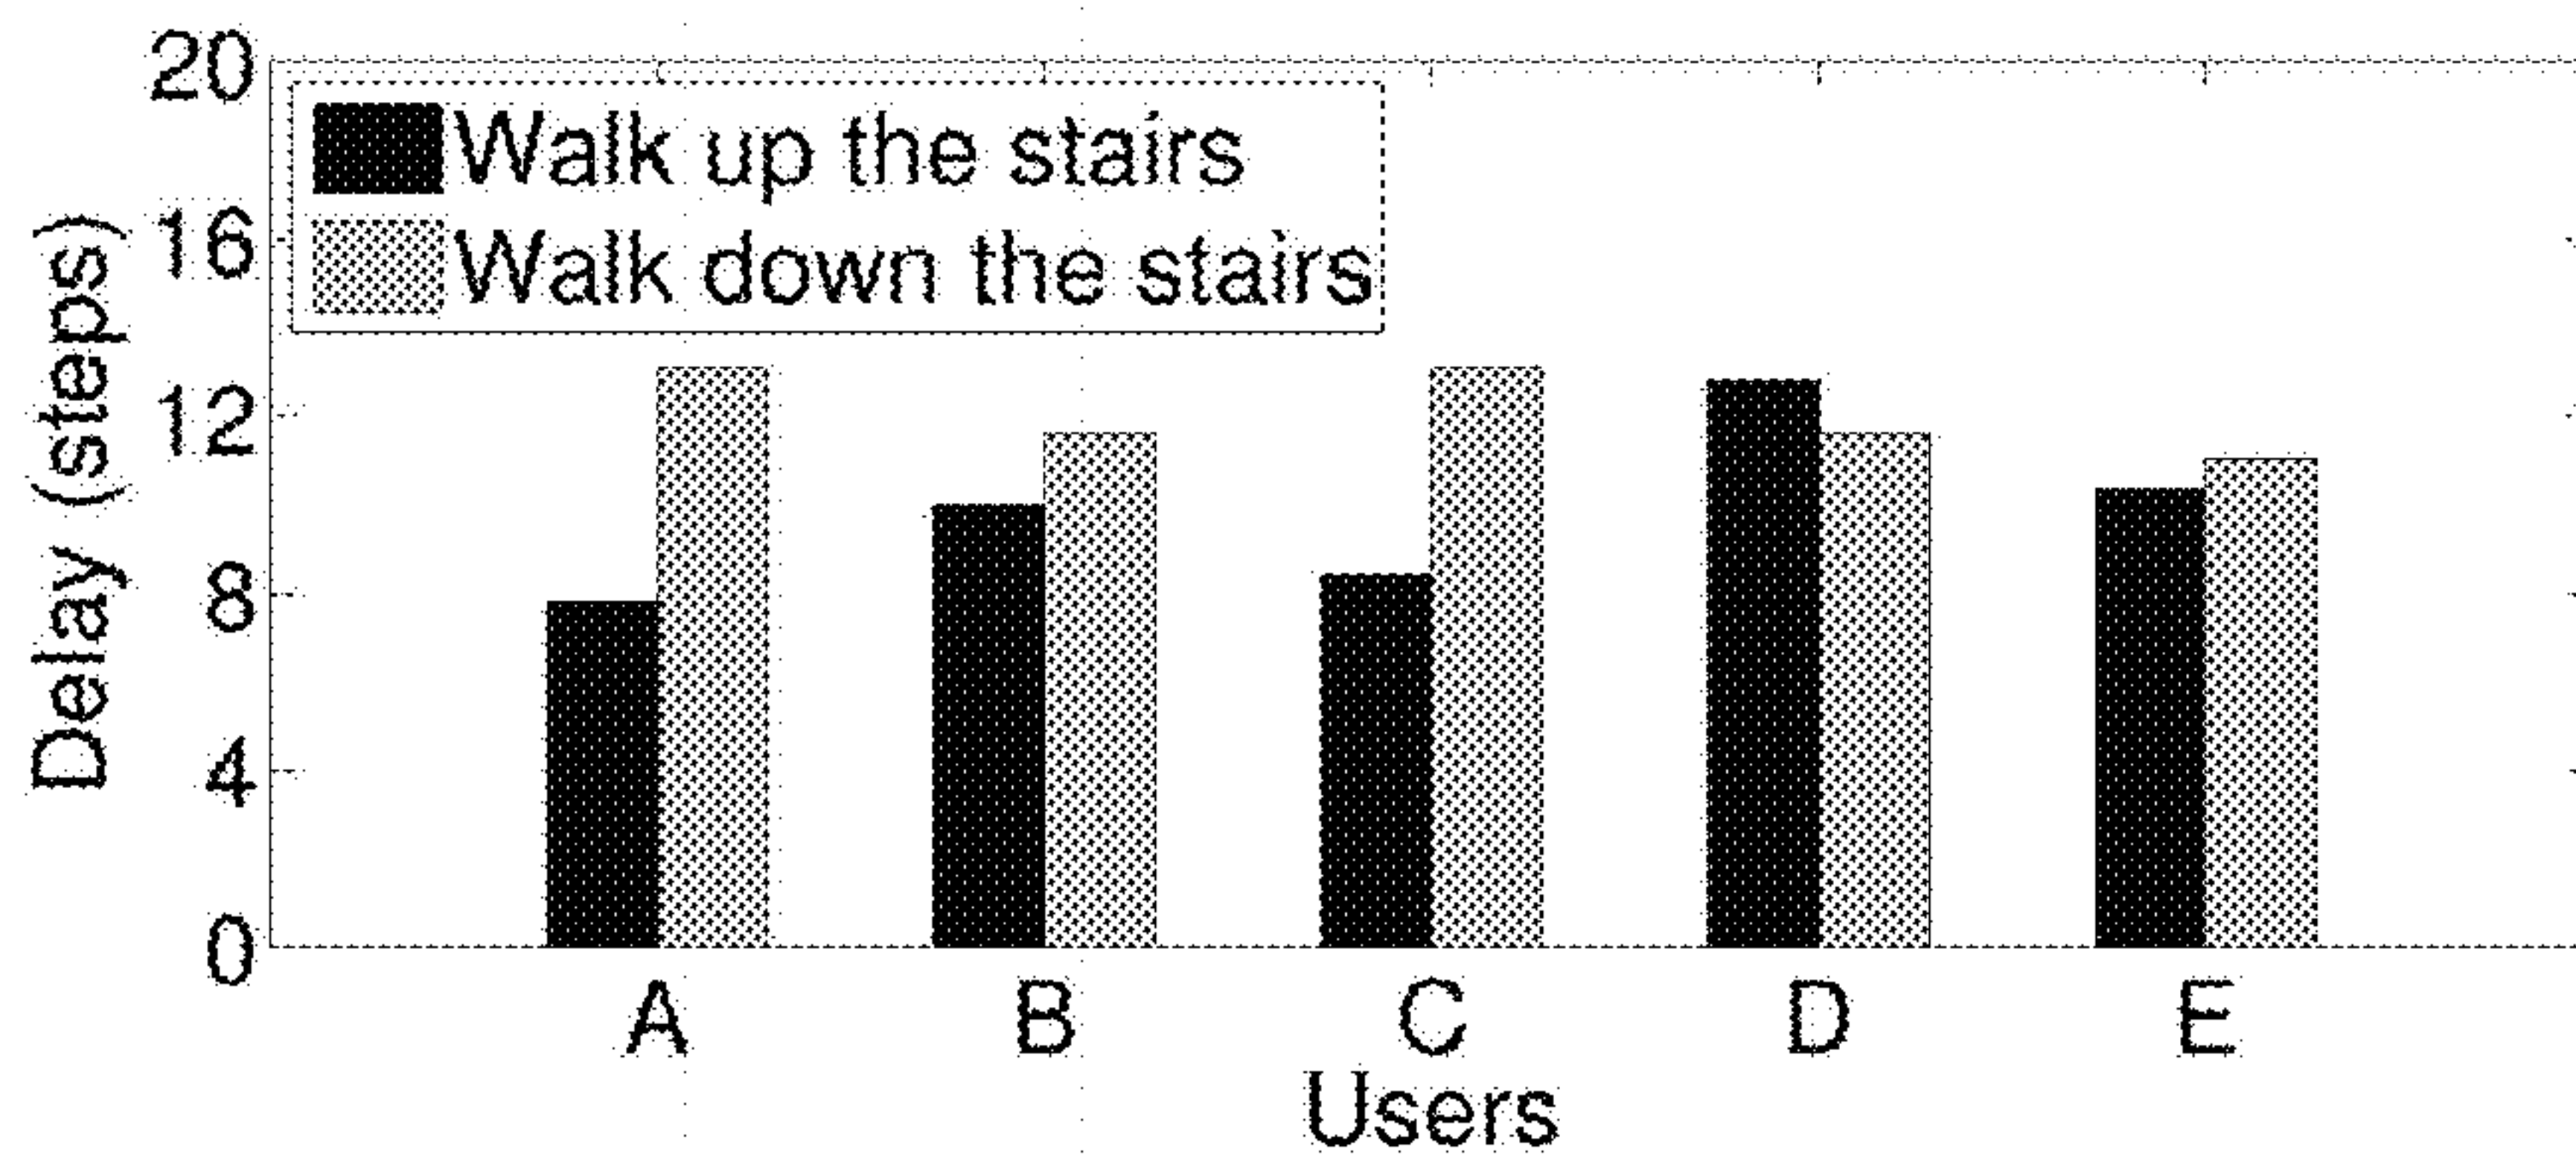 20
Walk up the stairs
16
Walk down the stairs
12
8
4
0
Delay (steps)
A B C D E
Users